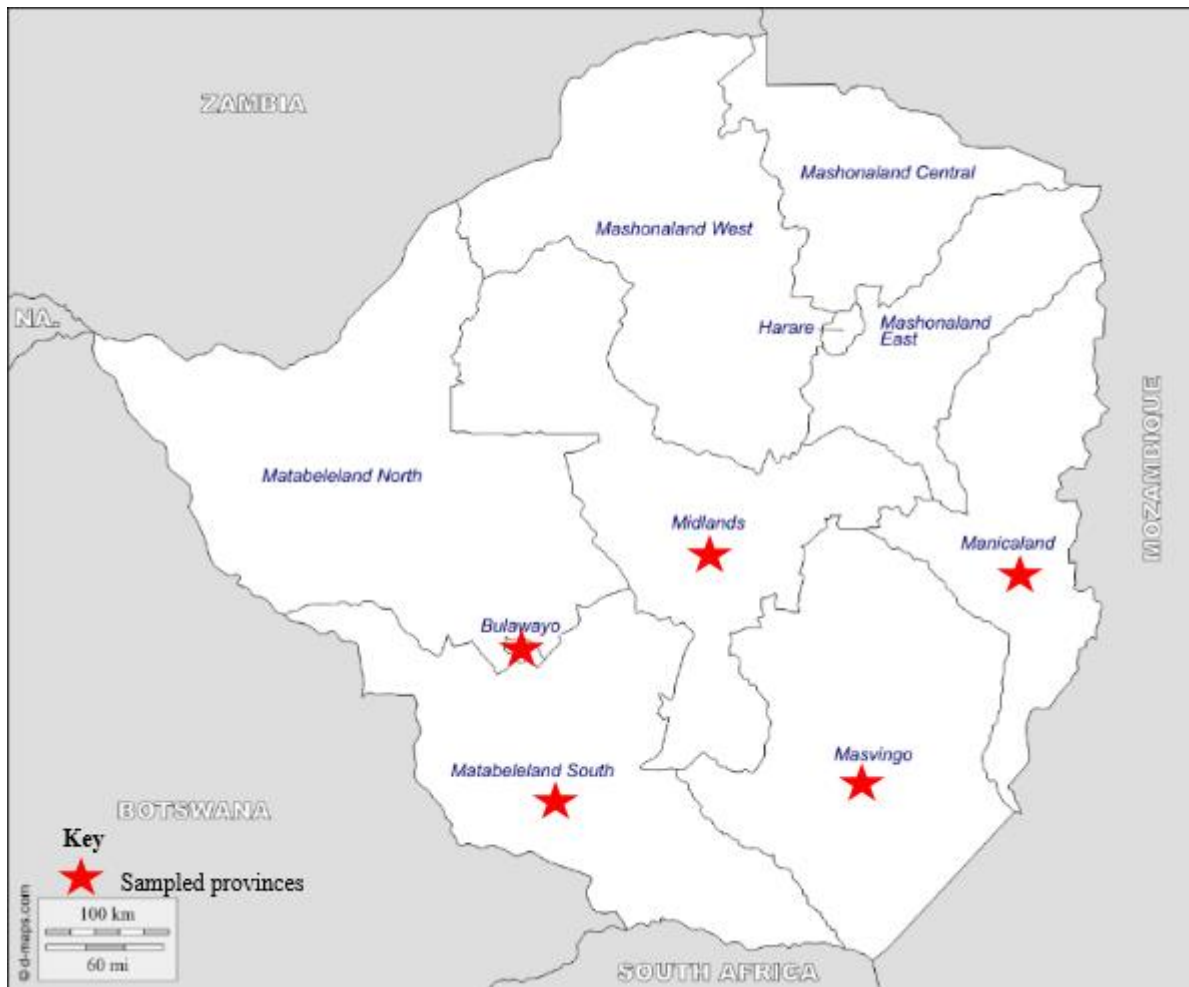 ZAMBIA
Mashonaland Central
Mashonaland West
NA.
Harare
Mashonaland
East
MOZAMBIQUE
Matabeleland North
Midlands
Manicaland
Bulawayo
Masvingo
Matabeleland South
BOTSWANA
Key
Sampled provinces
© d-maps.com
100 km
60 mi
SOUTH AFRICA